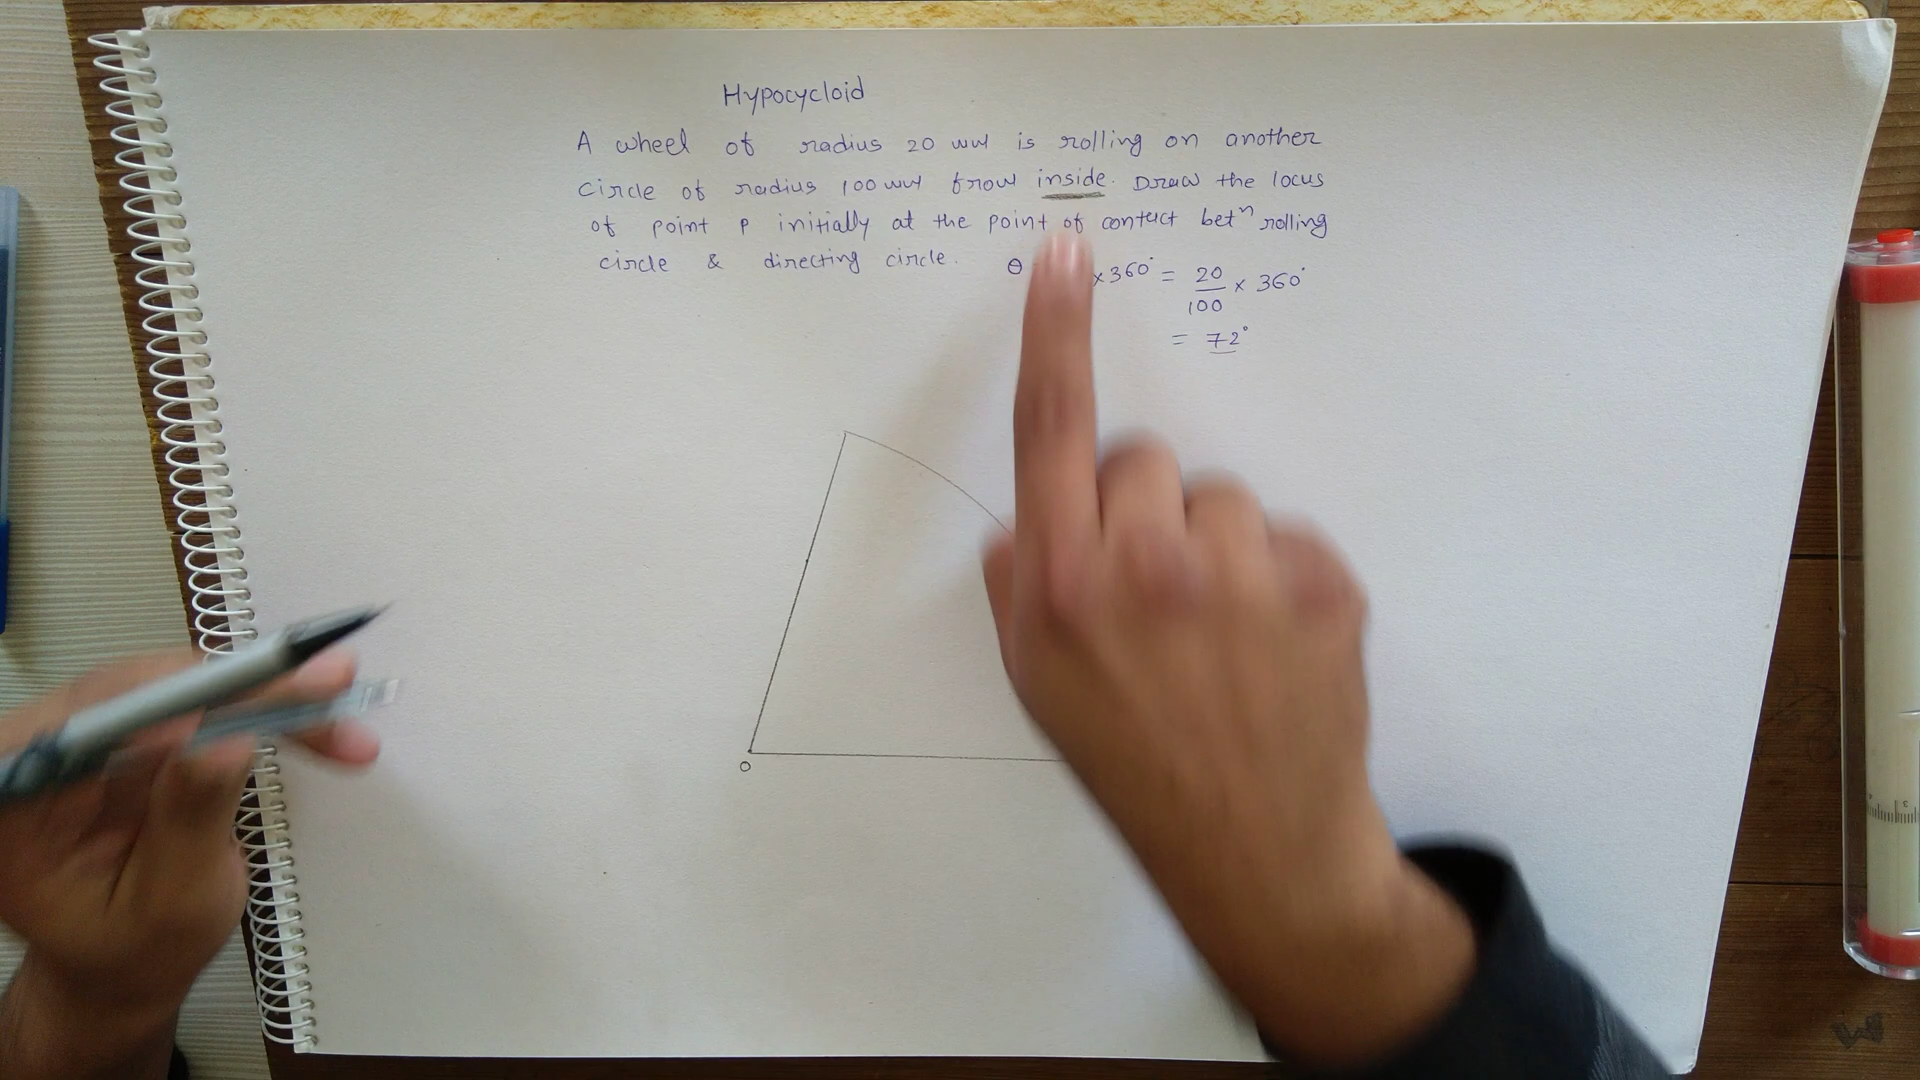 Hypocycloid
A wheel of radius 20 mm is rolling on another
circle of radius 100 mm from inside. Draw the locus
of point P initially at the point of contact betⁿ rolling
circle & directing circle. θ x 360° = 20/100 x 360°
= 72°
O
3